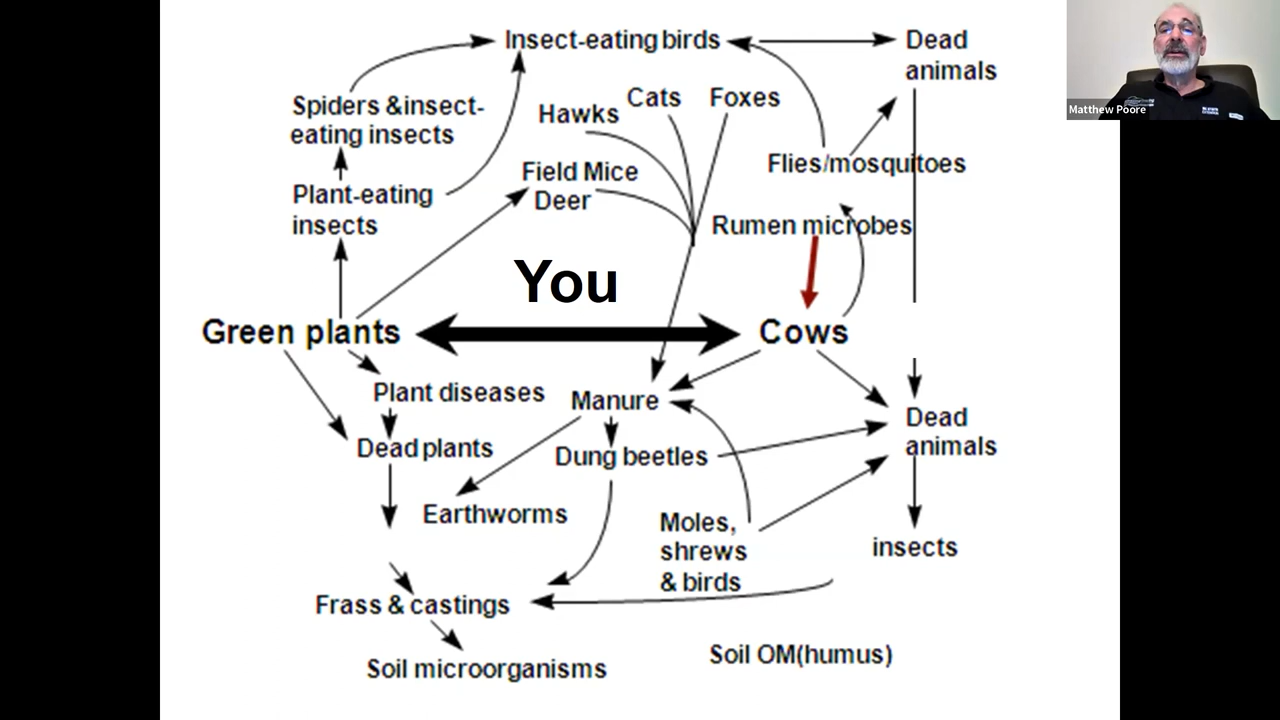 Insect-eating birds
Dead
animals
Matthew Poore
Spiders &insect-
eating insects
Hawks
Cats
Foxes
Flies/mosquitoes
Field Mice
Deer
Plant-eating
insects
Rumen microbes
You
Green plants
Cows
Plant diseases
Manure
Dead plants
Dung beetles
Dead
animals
Earthworms
Moles,
shrews
& birds
insects
Frass & castings
Soil microorganisms
Soil OM(humus)